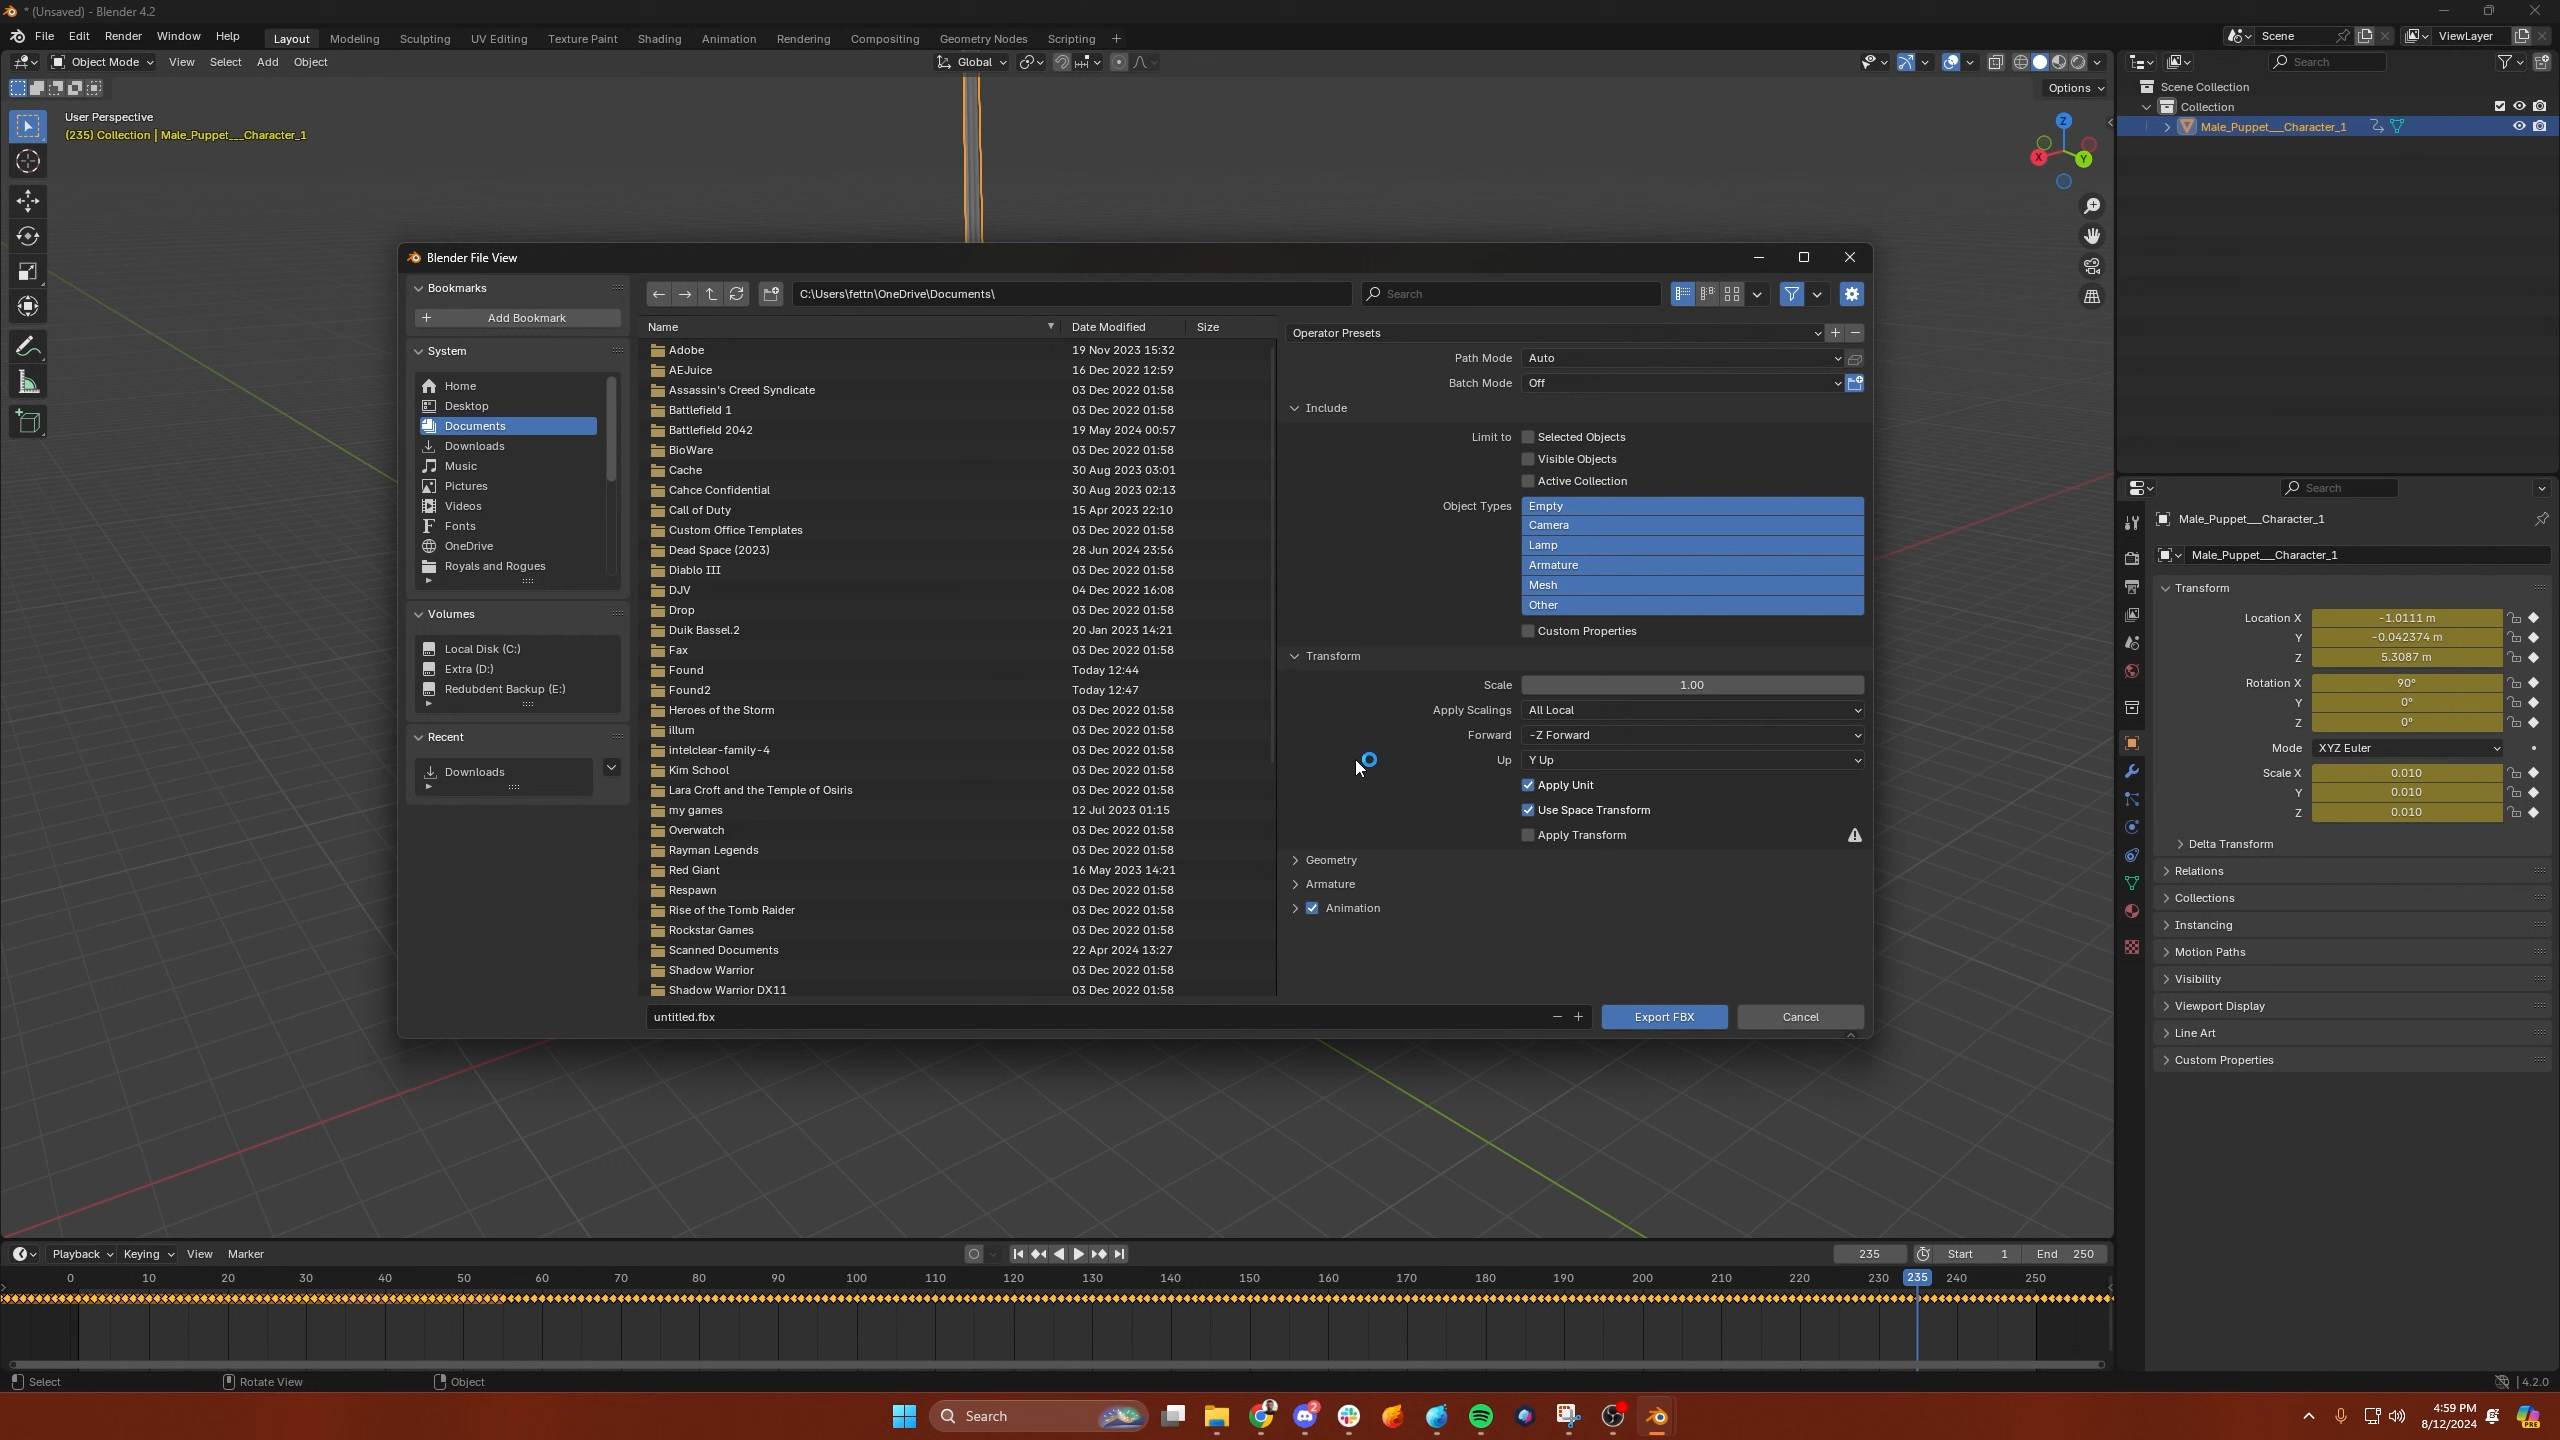 * (Unsaved) - Blender 4.2
File Edit Render Window Help Layout Modeling Sculpting UV Editing Texture Paint Shading Animation Rendering Compositing Geometry Nodes Scripting + Scene ViewLayer
Object Mode View Select Add Object Global Search
Options
Scene Collection
Collection
Male_Puppet___Character_1
User Perspective
(235) Collection | Male_Puppet___Character_1
Z
X
Y
Blender File View
Bookmarks
Add Bookmark
System
Home
Desktop
Documents
Downloads
Music
Pictures
Videos
Fonts
OneDrive
Royals and Rogues
Volumes
Local Disk (C:)
Extra (D:)
Redubdent Backup (E:)
Recent
Downloads
C:\Users\fettn\OneDrive\Documents\ Search
Name Date Modified Size
Adobe 19 Nov 2023 15:32
AEJuice 16 Dec 2022 12:59
Assassin's Creed Syndicate 03 Dec 2022 01:58
Battlefield 1 03 Dec 2022 01:58
Battlefield 2042 19 May 2024 00:57
BioWare 03 Dec 2022 01:58
Cache 30 Aug 2023 03:01
Cahce Confidential 30 Aug 2023 02:13
Call of Duty 15 Apr 2023 22:10
Custom Office Templates 03 Dec 2022 01:58
Dead Space (2023) 28 Jun 2024 23:56
Diablo III 03 Dec 2022 01:58
DJV 04 Dec 2022 16:08
Drop 03 Dec 2022 01:58
Duik Bassel.2 20 Jan 2023 14:21
Fax 03 Dec 2022 01:58
Found Today 12:44
Found2 Today 12:47
Heroes of the Storm 03 Dec 2022 01:58
illum 03 Dec 2022 01:58
intelclear-family-4 03 Dec 2022 01:58
Kim School 03 Dec 2022 01:58
Lara Croft and the Temple of Osiris 03 Dec 2022 01:58
my games 12 Jul 2023 01:15
Overwatch 03 Dec 2022 01:58
Rayman Legends 03 Dec 2022 01:58
Red Giant 16 May 2023 14:21
Respawn 03 Dec 2022 01:58
Rise of the Tomb Raider 03 Dec 2022 01:58
Rockstar Games 03 Dec 2022 01:58
Scanned Documents 22 Apr 2024 13:27
Shadow Warrior 03 Dec 2022 01:58
Shadow Warrior DX11 03 Dec 2022 01:58
Operator Presets
Path Mode Auto
Batch Mode Off
Include
Limit to Selected Objects
Visible Objects
Active Collection
Object Types Empty
Camera
Lamp
Armature
Mesh
Other
Custom Properties
Transform
Scale 1.00
Apply Scalings All Local
Forward -Z Forward
Up Y Up
Apply Unit
Use Space Transform
Apply Transform
Geometry
Armature
Animation
untitled.fbx Export FBX Cancel
Search
Male_Puppet___Character_1
Male_Puppet___Character_1
Transform
Location X -1.0111 m
Y -0.042374 m
Z 5.3087 m
Rotation X 90°
Y 0°
Z 0°
Mode XYZ Euler
Scale X 0.010
Y 0.010
Z 0.010
Delta Transform
Relations
Collections
Instancing
Motion Paths
Visibility
Viewport Display
Line Art
Custom Properties
Playback Keying View Marker 235 Start 1 End 250
0 10 20 30 40 50 60 70 80 90 100 110 120 130 140 150 160 170 180 190 200 210 220 230 235 240 250
Select Rotate View Object 4.2.0
Search 2 PRE
4:59 PM
8/12/2024